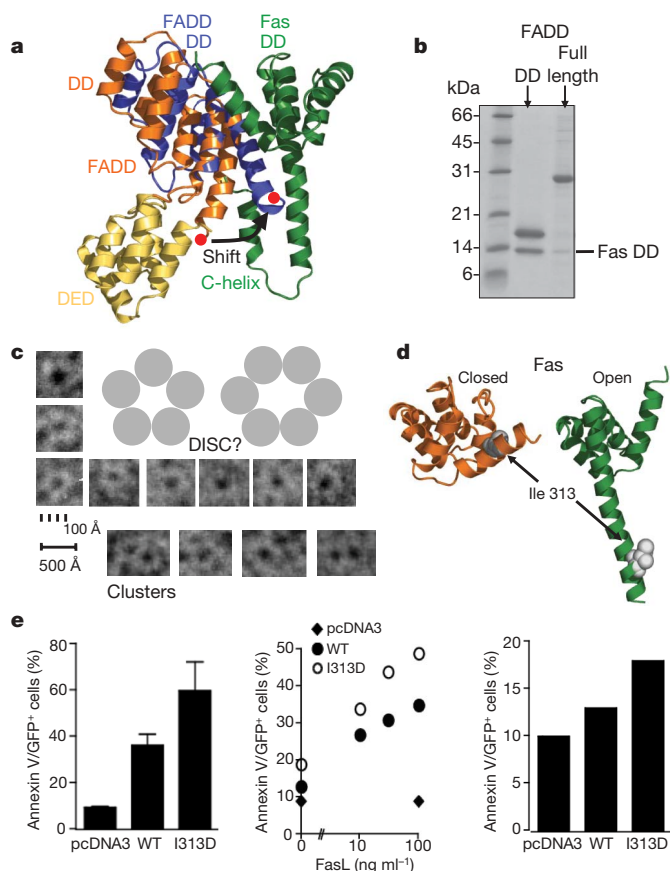 a
FADD
DD
Fas
DD
DD
FADD
Shift
C-helix
DED
b
FADD
DD
Full
length
kDa
66
45
31
21
14
6
Fas DD
c
DISC?
100 Å
500 Å
Clusters
d
Fas
Closed
Open
Ile 313
e
Annexin V/GFP⁺ cells (%)
80
60
40
20
0
pcDNA3 WT I313D
pcDNA3
WT
I313D
Annexin V/GFP⁺ cells (%)
50
40
30
20
10
0
0 10 100
FasL (ng ml⁻¹)
Annexin V/GFP⁺ cells (%)
20
15
10
5
0
pcDNA3 WT I313D